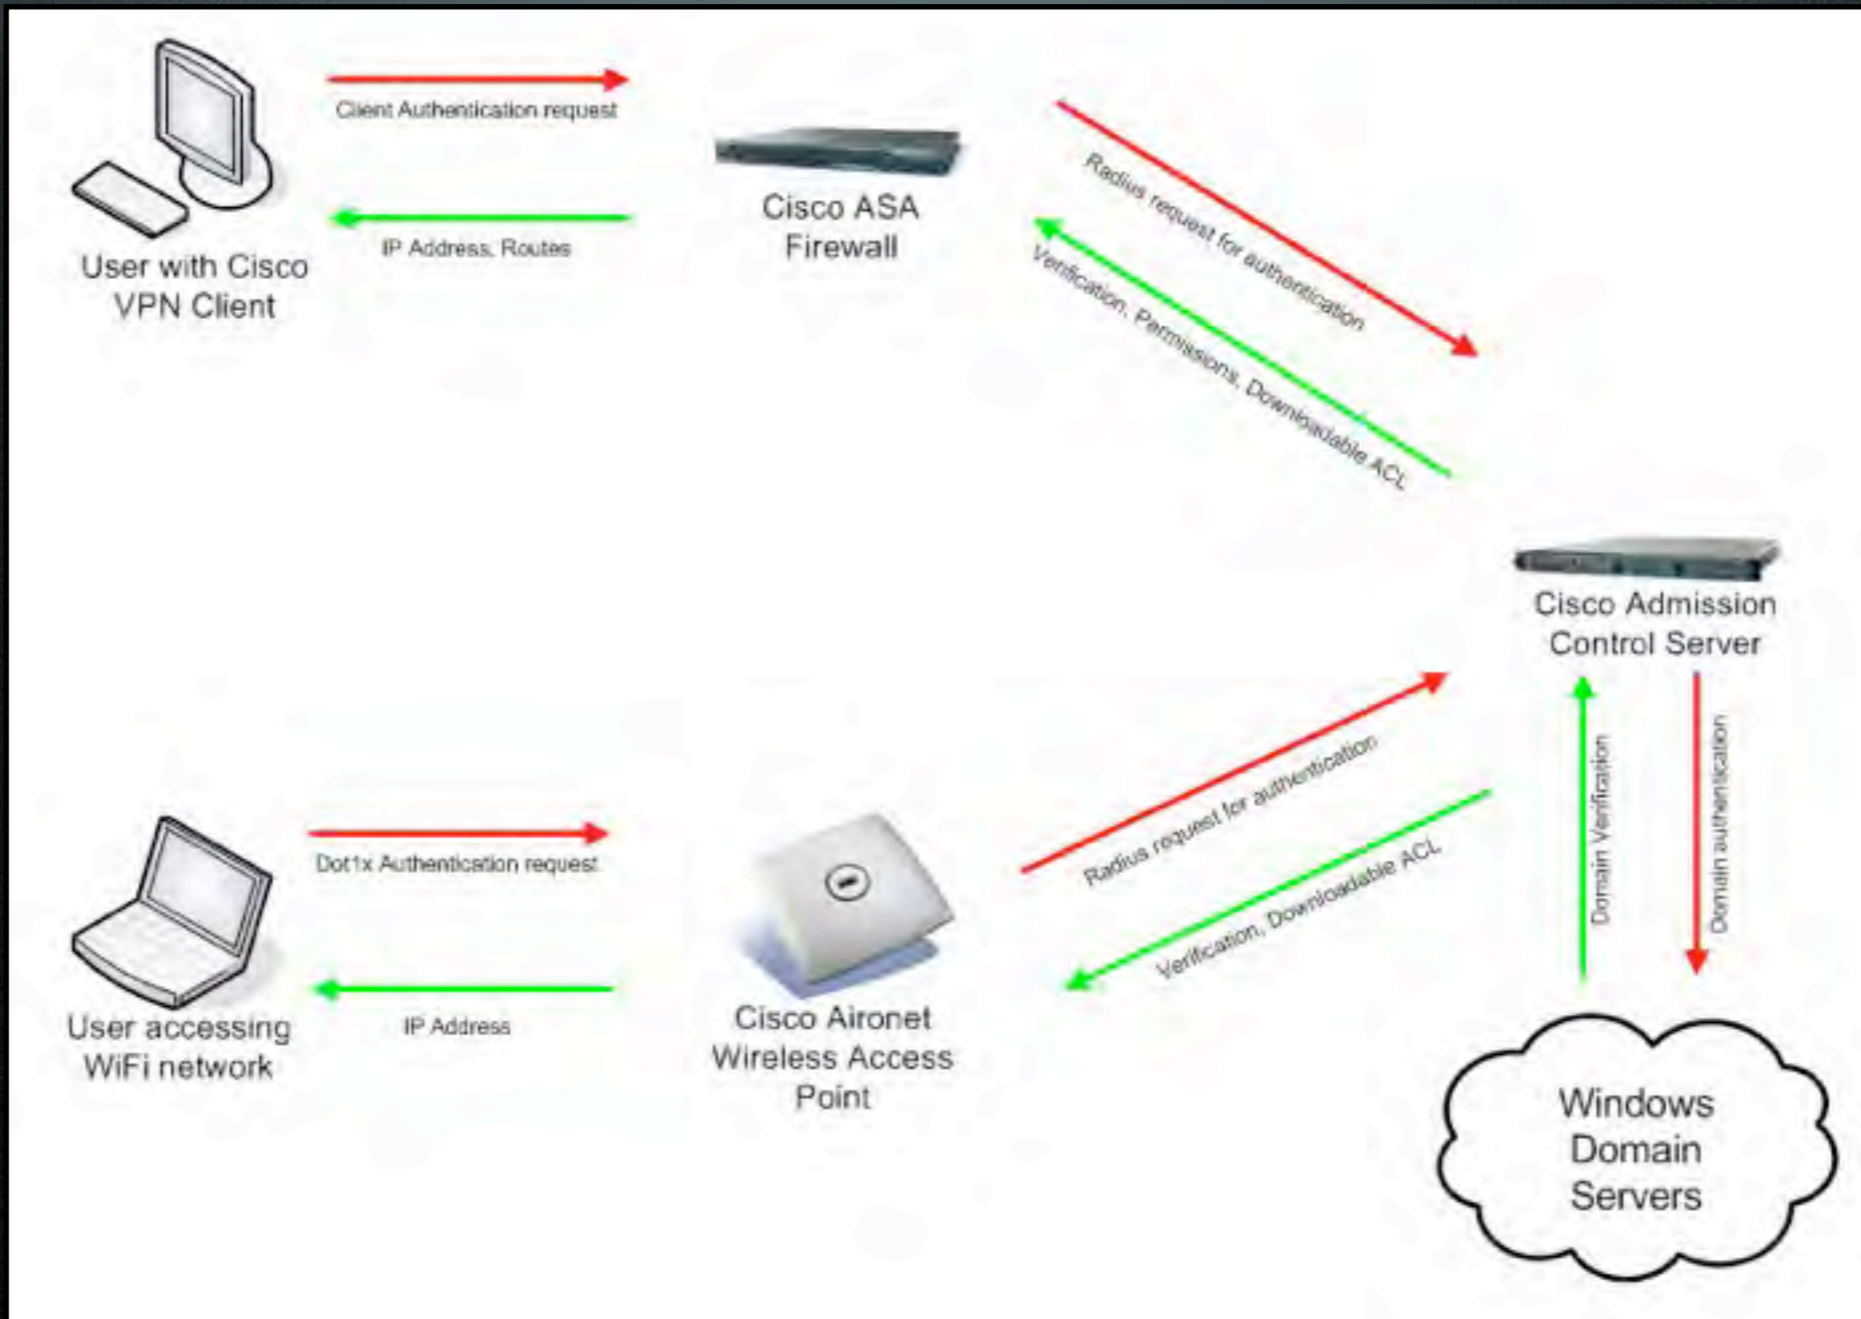 Client Authentication request
IP Address, Routes
User with Cisco
VPN Client
Cisco ASA
Firewall
Radius request for authentication
Verification, Permissions, Downloadable ACL
Cisco Admission
Control Server
Domain Verification
Domain authentication
Radius request for authentication
Verification, Downloadable ACL
Dot1x Authentication request
IP Address
User accessing
WiFi network
Cisco Aironet
Wireless Access
Point
Windows
Domain
Servers